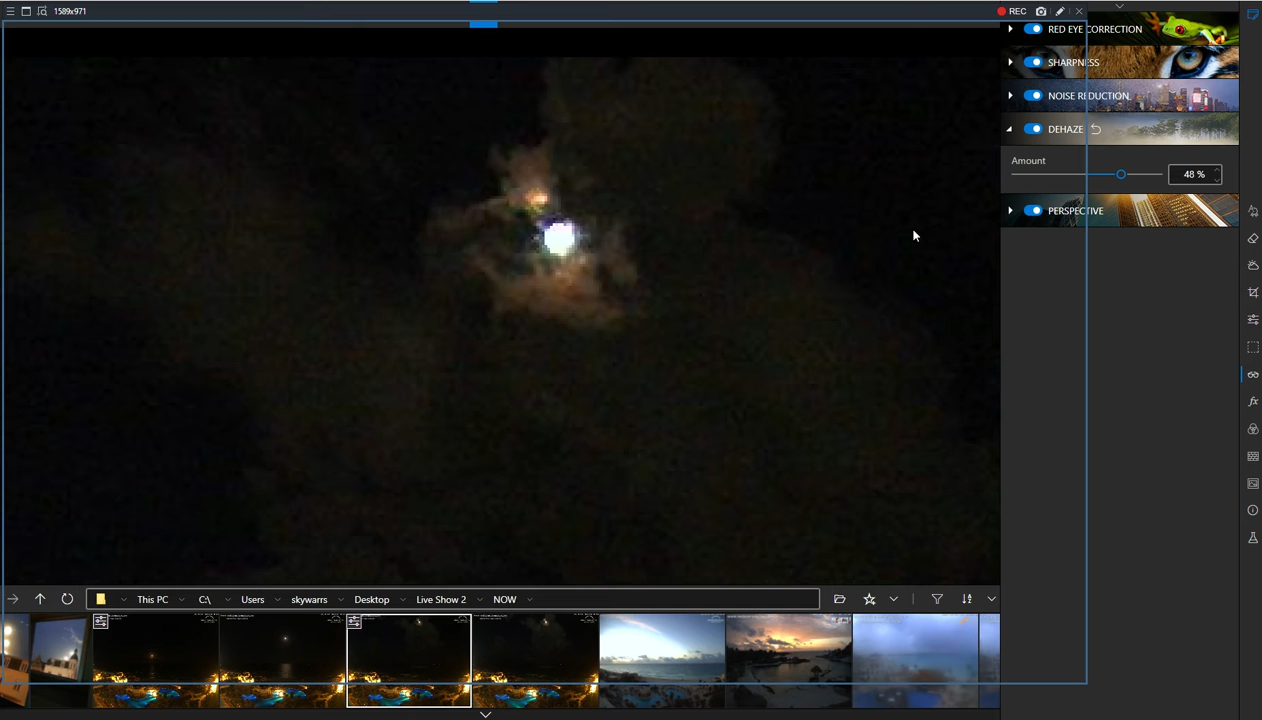 1589x971
REC
RED EYE CORRECTION
SHARPNESS
NOISE REDUCTION
DEHAZE
Amount
48 %
PERSPECTIVE
This PC
C:\
Users
skywarrs
Desktop
Live Show 2
NOW